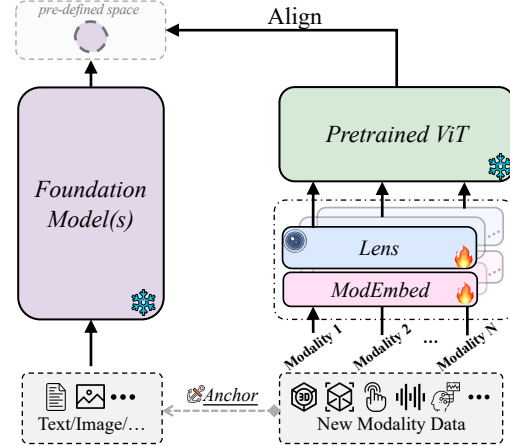 pre-defined space
Align
Foundation
Model(s)
Pretrained ViT
Lens
ModEmbed
Modality 1
Modality 2
...
Modality N
Anchor
3D
Text/Image/...
New Modality Data